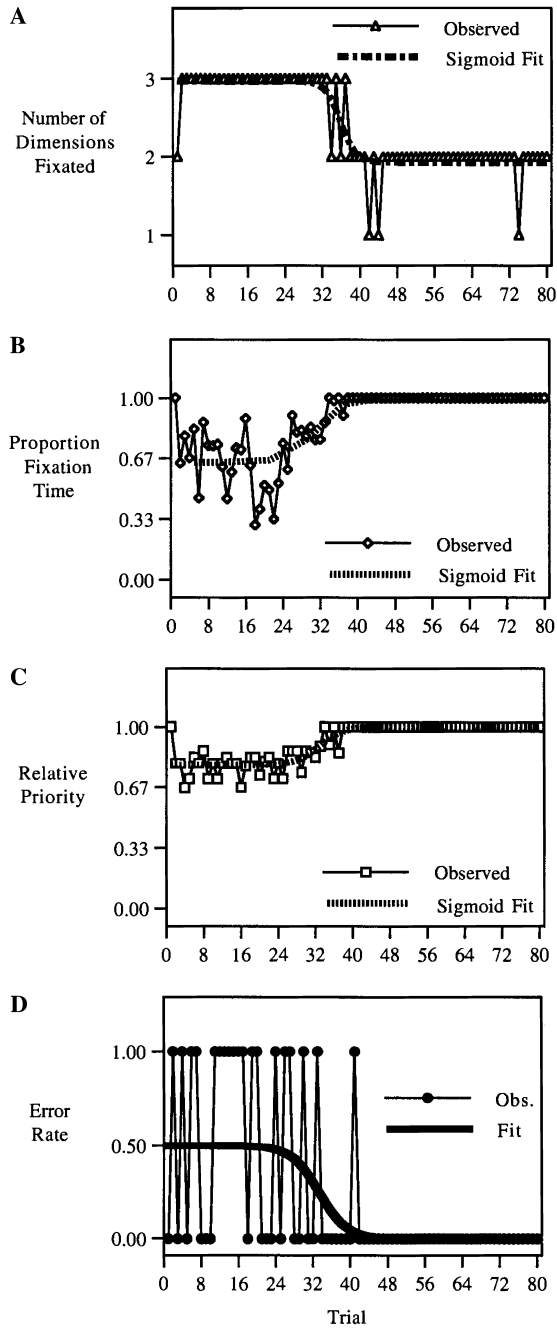 A
Observed
Sigmoid Fit
Number of
Dimensions
Fixated
3
2
1
0 8 16 24 32 40 48 56 64 72 80
B
1.00
0.67
0.33
0.00
Proportion
Fixation
Time
Observed
Sigmoid Fit
0 8 16 24 32 40 48 56 64 72 80
C
1.00
0.67
0.33
0.00
Relative
Priority
Observed
Sigmoid Fit
0 8 16 24 32 40 48 56 64 72 80
D
1.00
0.50
0.00
Error
Rate
Obs.
Fit
0 8 16 24 32 40 48 56 64 72 80
Trial